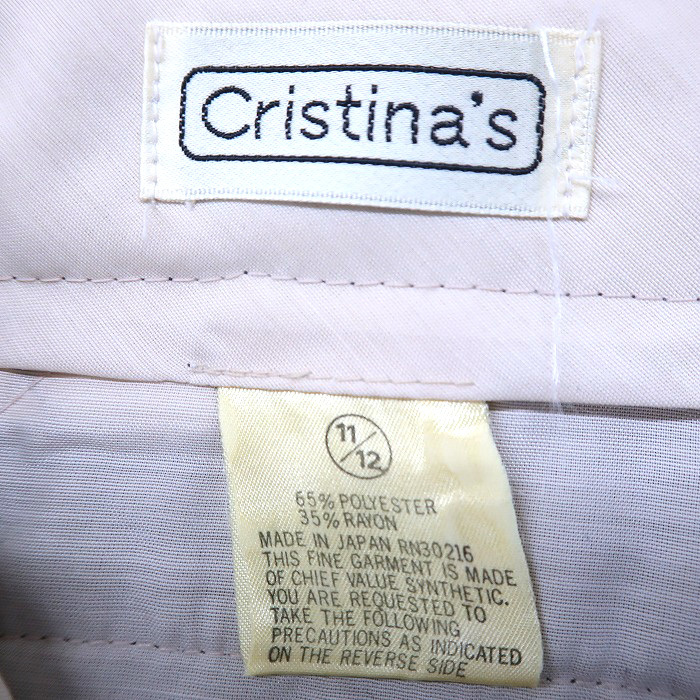 Cristina's
11/12
65% POLYESTER
35% RAYON
MADE IN JAPAN RN30216
THIS FINE GARMENT IS MADE
OF CHIEF VALUE SYNTHETIC.
YOU ARE REQUESTED TO
TAKE THE FOLLOWING
PRECAUTIONS AS INDICATED
ON THE REVERSE SIDE